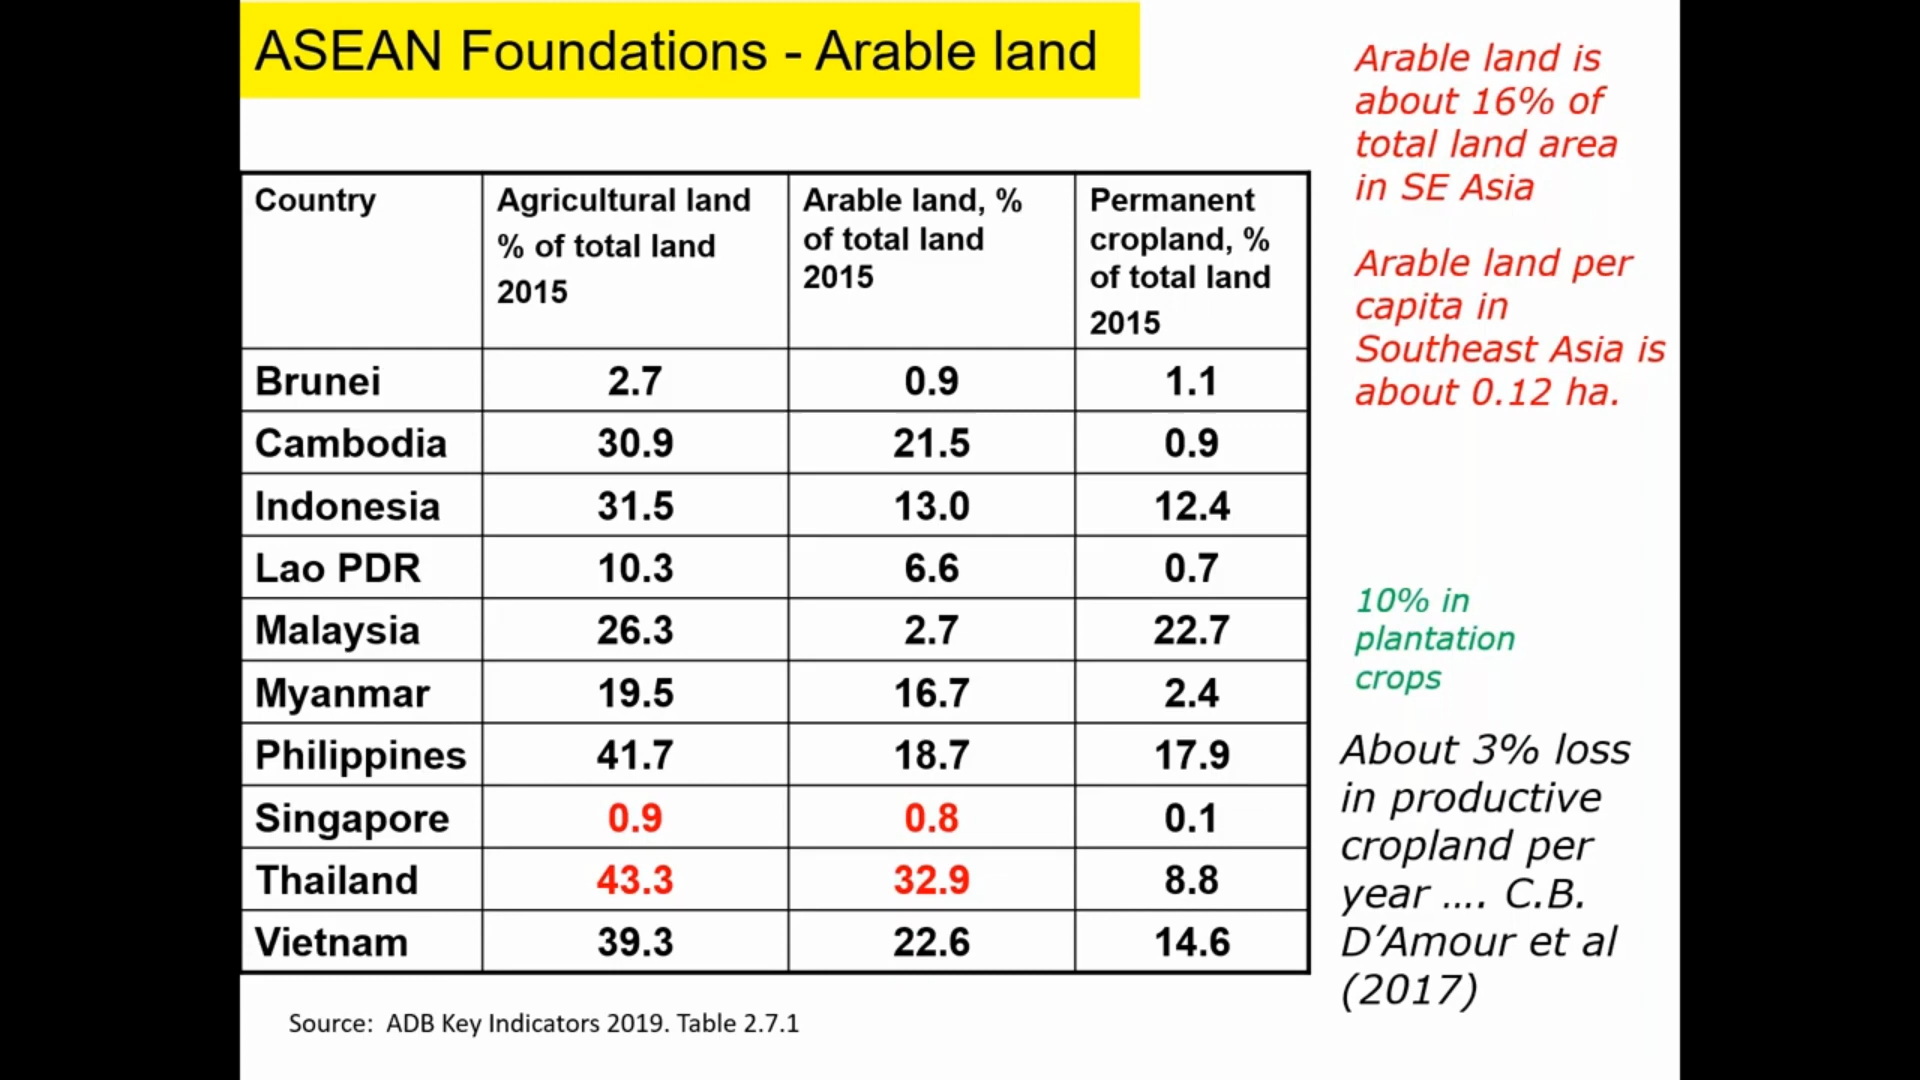 ASEAN Foundations - Arable land
Country
Agricultural land
% of total land
2015
Arable land, %
of total land
2015
Permanent
cropland, %
of total land
2015
Brunei 2.7 0.9 1.1
Cambodia 30.9 21.5 0.9
Indonesia 31.5 13.0 12.4
Lao PDR 10.3 6.6 0.7
Malaysia 26.3 2.7 22.7
Myanmar 19.5 16.7 2.4
Philippines 41.7 18.7 17.9
Singapore 0.9 0.8 0.1
Thailand 43.3 32.9 8.8
Vietnam 39.3 22.6 14.6
Source: ADB Key Indicators 2019. Table 2.7.1
Arable land is
about 16% of
total land area
in SE Asia
Arable land per
capita in
Southeast Asia is
about 0.12 ha.
10% in
plantation
crops
About 3% loss
in productive
cropland per
year .... C.B.
D’Amour et al
(2017)